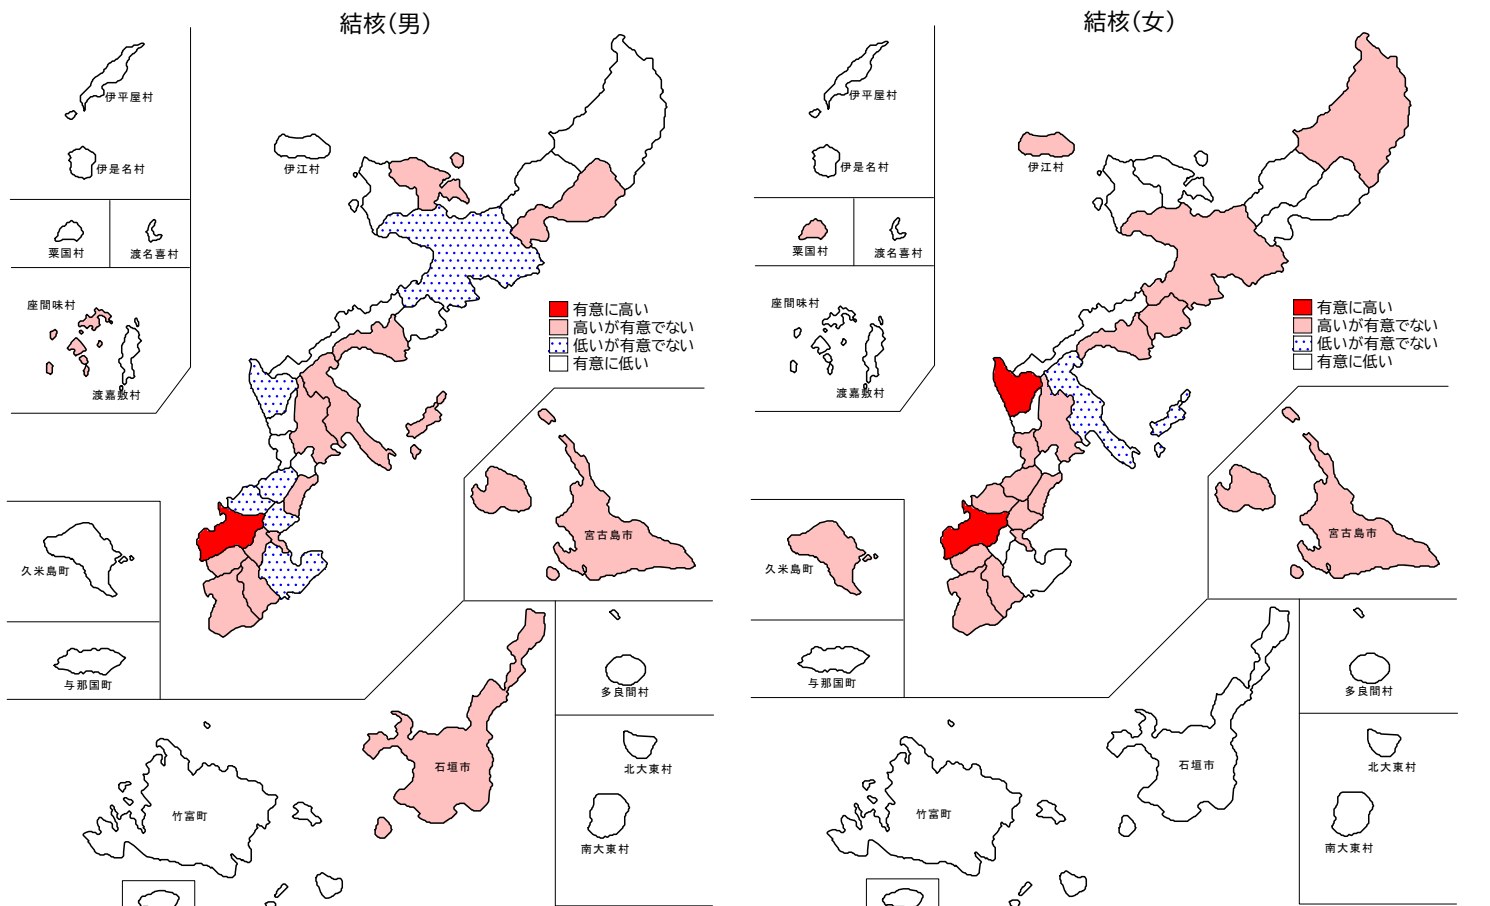 結核(男)
伊平屋村
伊是名村
伊江村
粟国村
渡名喜村
座間味村
渡嘉敷村
有意に高い
高いが有意でない
低いが有意でない
有意に低い
宮古島市
久米島町
与那国町
多良間村
石垣市
北大東村
竹富町
南大東村
結核(女)
伊平屋村
伊是名村
伊江村
粟国村
渡名喜村
座間味村
渡嘉敷村
有意に高い
高いが有意でない
低いが有意でない
有意に低い
宮古島市
久米島町
与那国町
多良間村
石垣市
北大東村
竹富町
南大東村